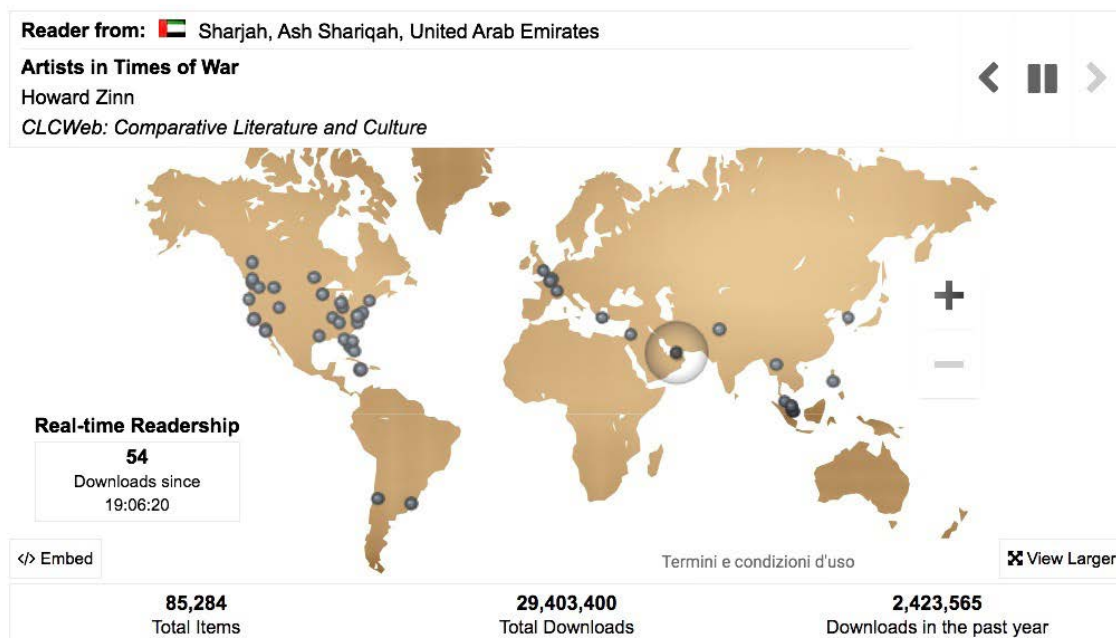 Reader from: Sharjah, Ash Shariqah, United Arab Emirates
Artists in Times of War
Howard Zinn
CLCWeb: Comparative Literature and Culture
Real-time Readership
54
Downloads since
19:06:20
</> Embed
Termini e condizioni d'uso
View Larger
85,284
Total Items
29,403,400
Total Downloads
2,423,565
Downloads in the past year